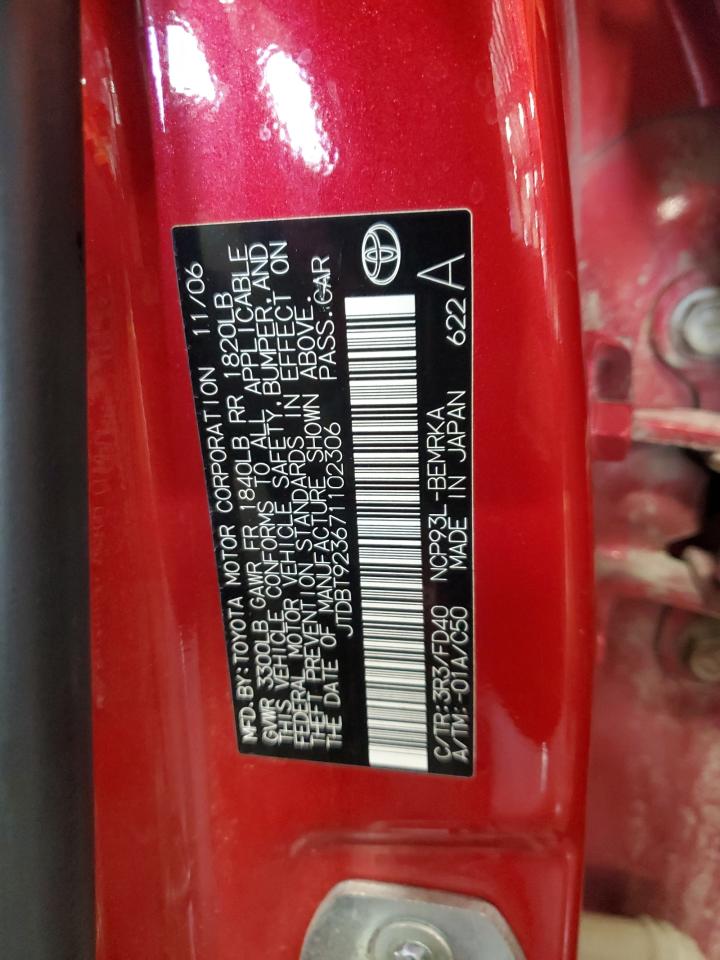 MFD. BY: TOYOTA MOTOR CORPORATION 11/06
GVWR 3300LB GAWR FR 1840LB RR 1820LB
THIS VEHICLE CONFORMS TO ALL APPLICABLE
FEDERAL MOTOR VEHICLE SAFETY, BUMPER, AND
THEFT PREVENTION STANDARDS IN EFFECT ON
THE DATE OF MANUFACTURE SHOWN ABOVE.
JTDBT923671102306 PASS. CAR
C/TR: 3R3/FD40 NCP93L -BEMRKA 622
A/TM: -01A/C50 MADE IN JAPAN A